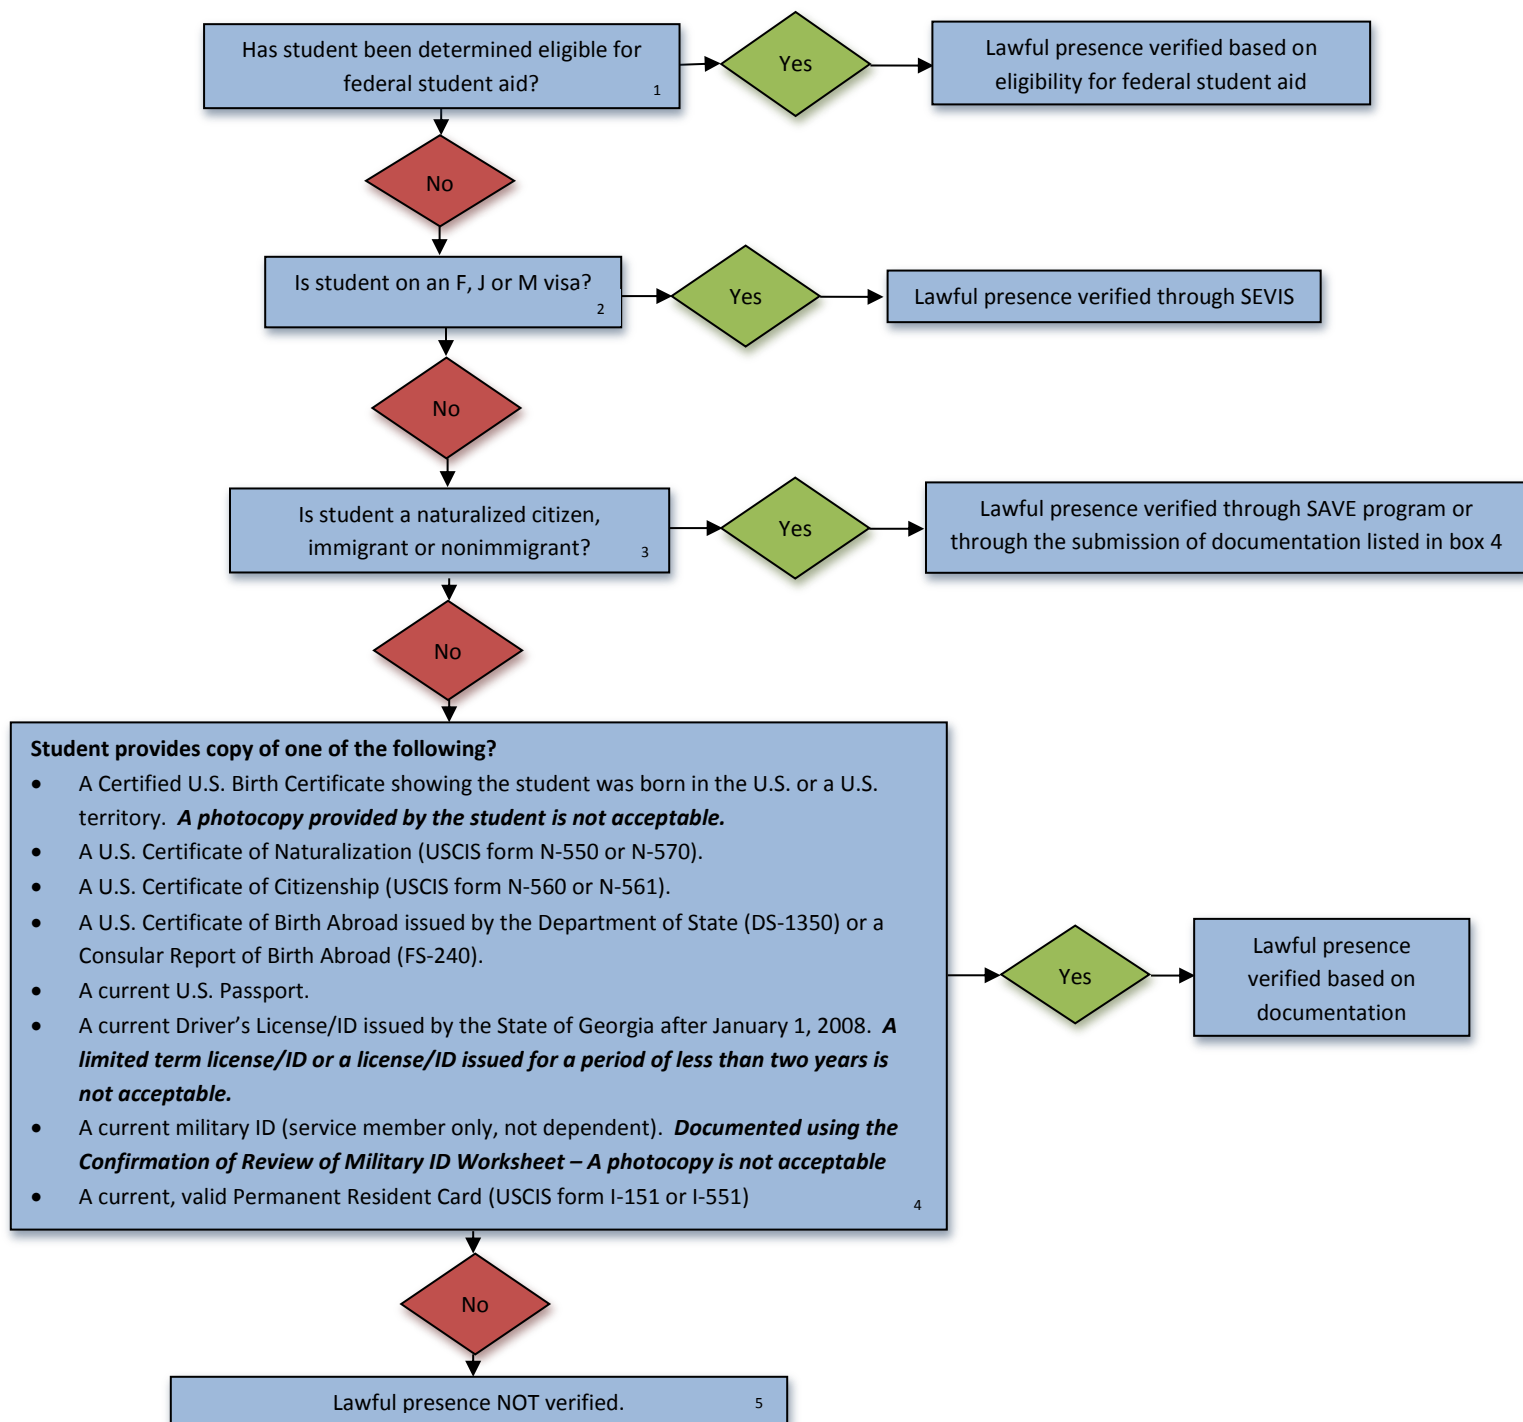 Has student been determined eligible for
federal student aid?
1
Yes
Lawful presence verified based on
eligibility for federal student aid
No
Is student on an F, J or M visa?
2
Yes
Lawful presence verified through SEVIS
No
Is student a naturalized citizen,
immigrant or nonimmigrant?
3
Yes
Lawful presence verified through SAVE program or
through the submission of documentation listed in box 4
No
Student provides copy of one of the following?
• A Certified U.S. Birth Certificate showing the student was born in the U.S. or a U.S.
territory. A photocopy provided by the student is not acceptable.
• A U.S. Certificate of Naturalization (USCIS form N-550 or N-570).
• A U.S. Certificate of Citizenship (USCIS form N-560 or N-561).
• A U.S. Certificate of Birth Abroad issued by the Department of State (DS-1350) or a
Consular Report of Birth Abroad (FS-240).
• A current U.S. Passport.
• A current Driver’s License/ID issued by the State of Georgia after January 1, 2008. A
limited term license/ID or a license/ID issued for a period of less than two years is
not acceptable.
• A current military ID (service member only, not dependent). Documented using the
Confirmation of Review of Military ID Worksheet – A photocopy is not acceptable
• A current, valid Permanent Resident Card (USCIS form I-151 or I-551)
4
Yes
Lawful presence
verified based on
documentation
No
Lawful presence NOT verified.
5